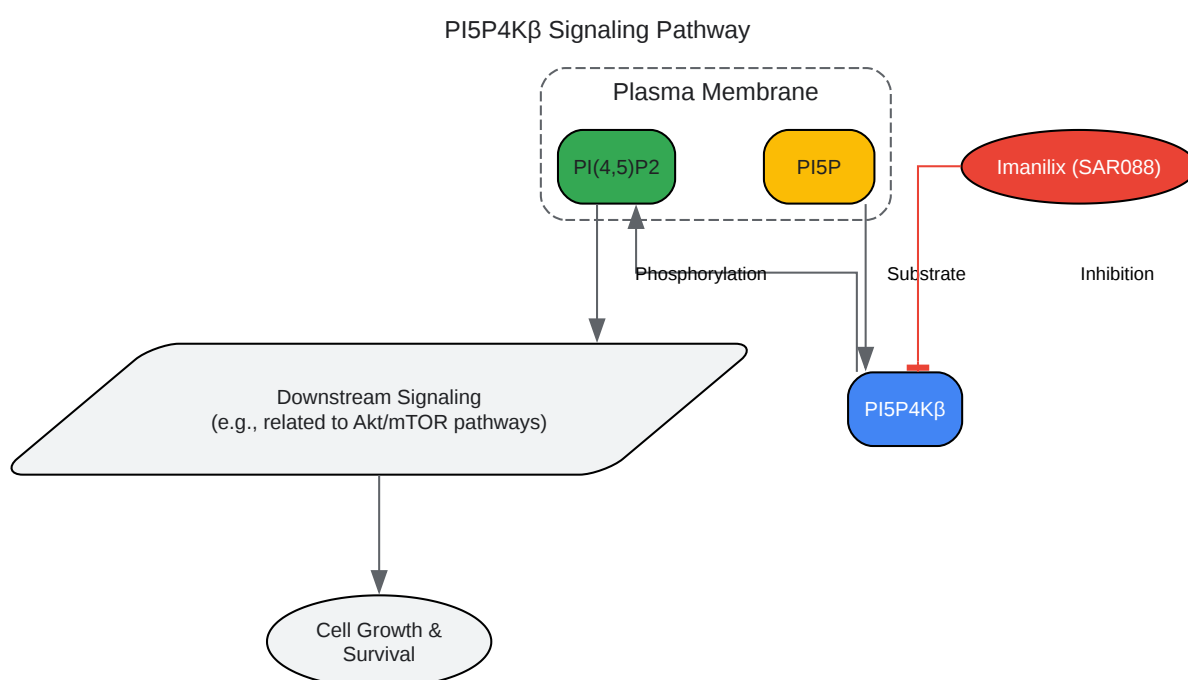 PI5P4Kβ Signaling Pathway
Plasma Membrane
PI(4,5)P2
PI5P
Imanilix (SAR088)
Phosphorylation
Substrate
Inhibition
Downstream Signaling
(e.g., related to Akt/mTOR pathways)
PI5P4Kβ
Cell Growth &
Survival